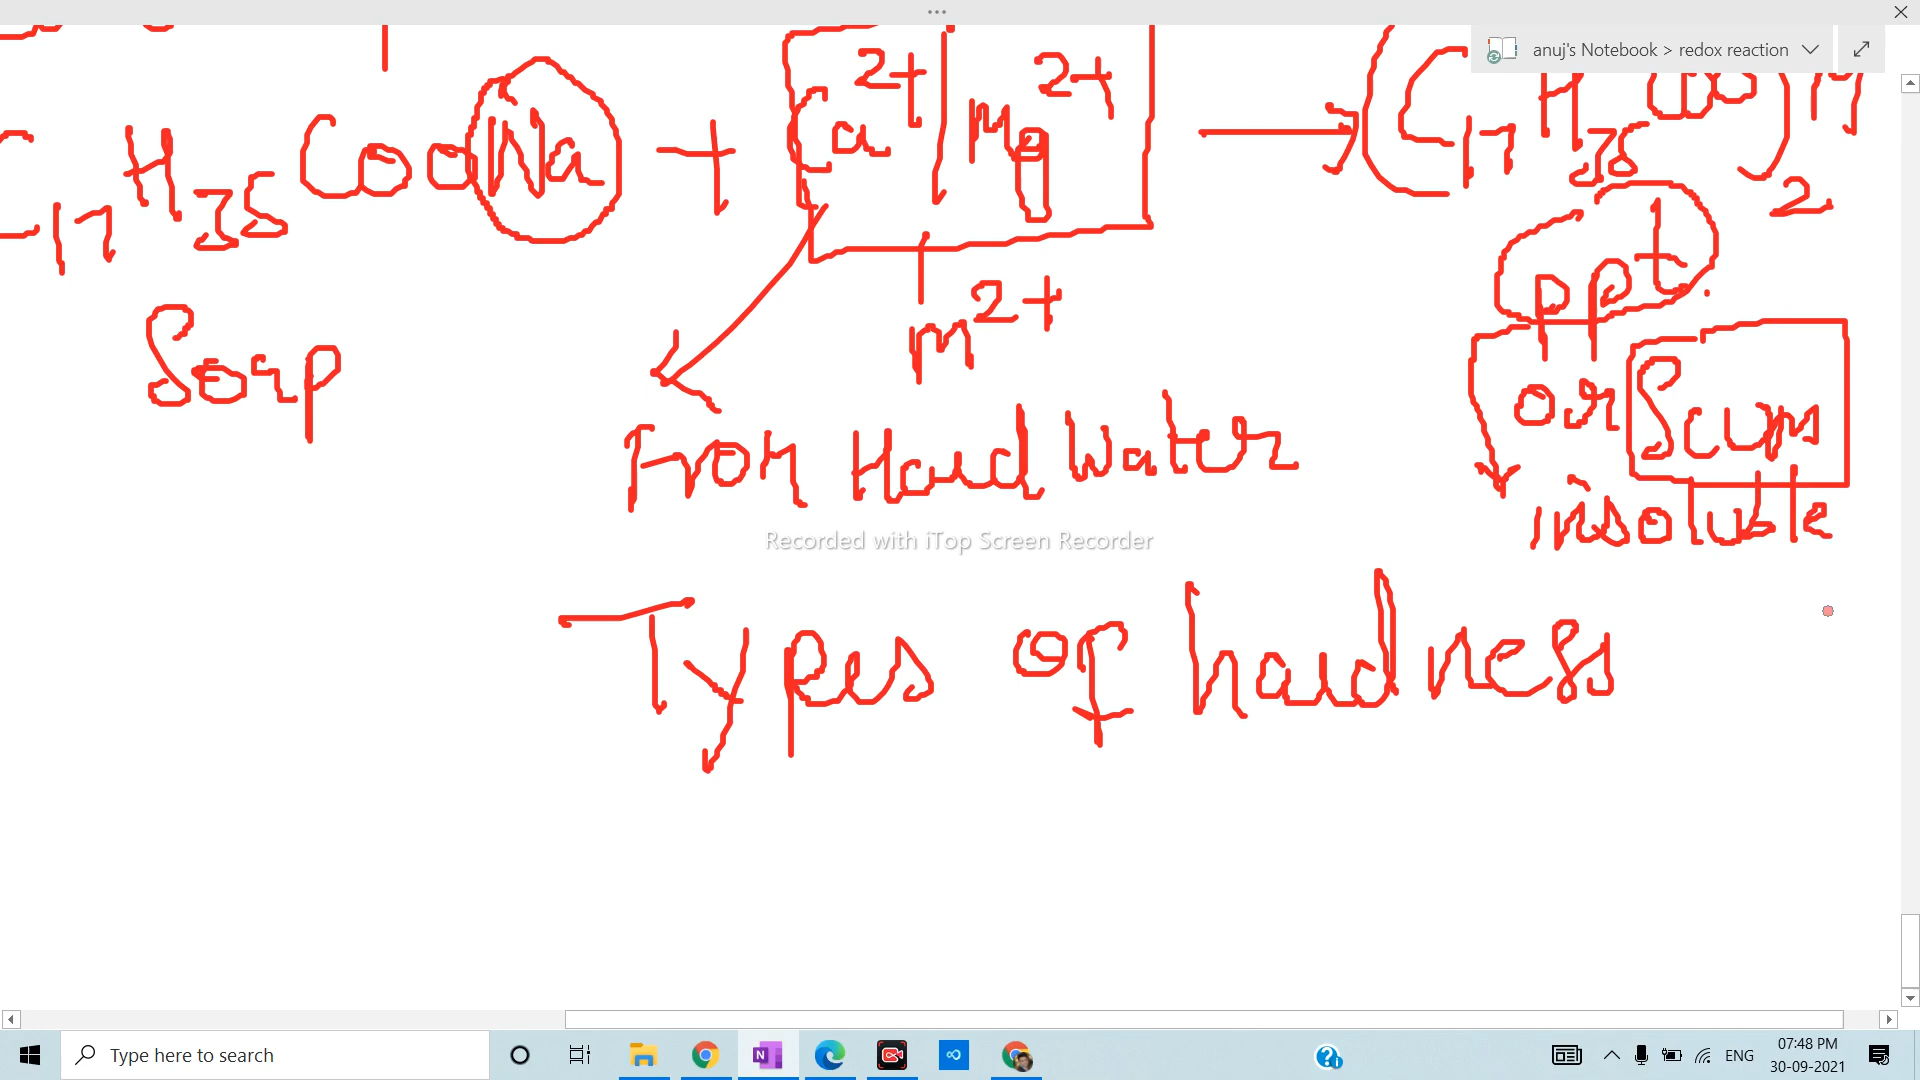 anuj's Notebook > redox reaction
C17H35COONa + Ca2+ | Mg2+ → (C17H35COO)2M
Soap
M2+
ppt.
or Scum
From Hard Water
insoluble
Recorded with iTop Screen Recorder
Types of hardness
Type here to search
ENG
07:48 PM
30-09-2021